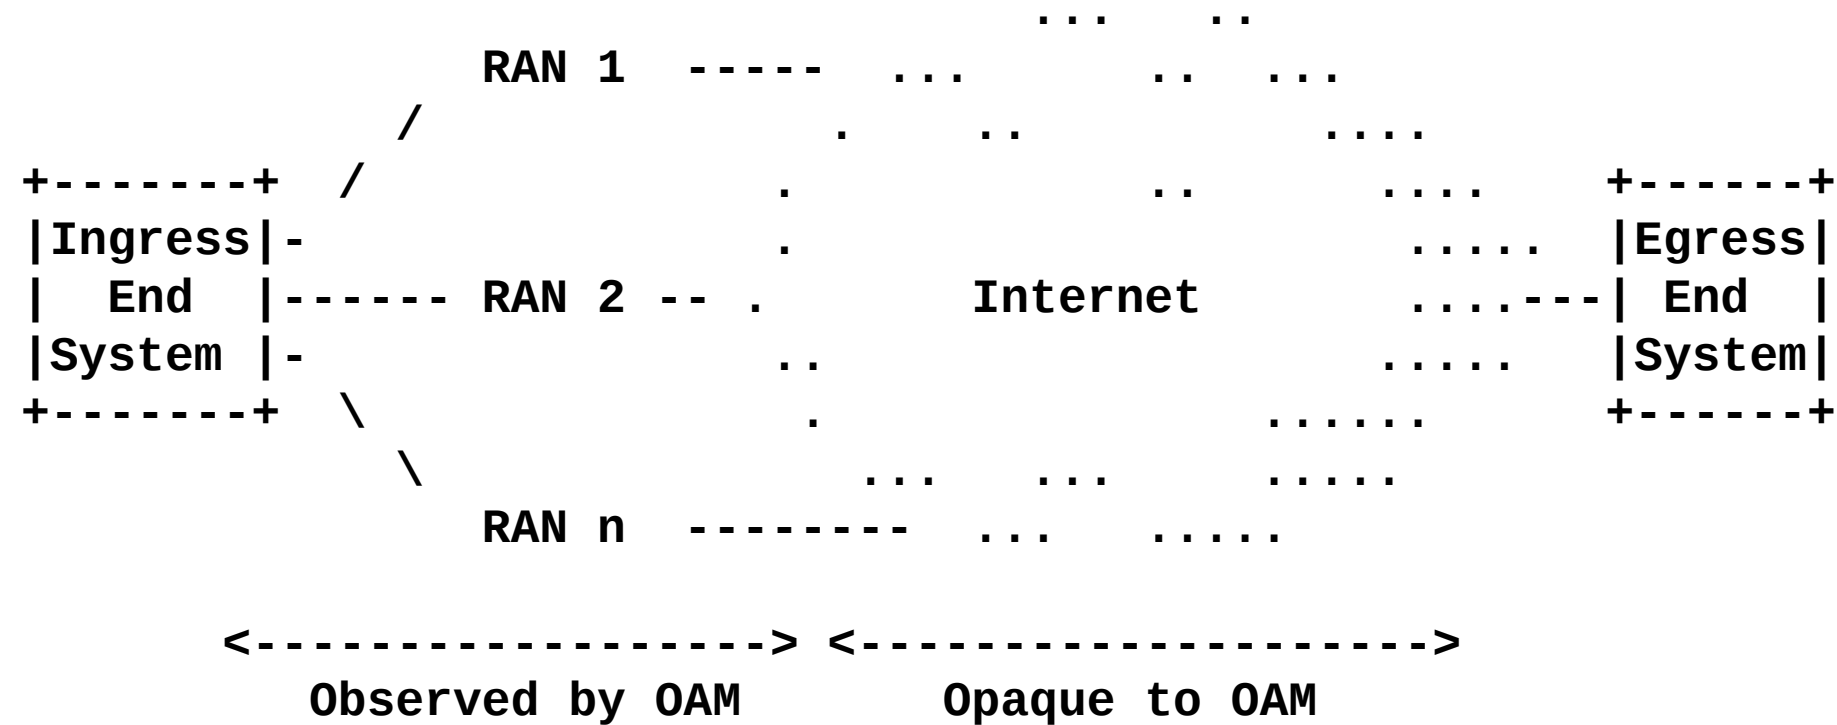 ...   ..
                RAN 1  -----  ...      ..  ...
             /              .    ..          ....
+-------+  /              .            ..      ....    +------+
|Ingress|-                .                     .....  |Egress|
|  End  |------ RAN 2 -- .       Internet       ....---| End  |
|System |-                ..                   .....   |System|
+-------+  \               .               ......      +------+
             \               ...   ...     .....
                RAN n  --------  ...   .....

       <------------------> <-------------------->
          Observed by OAM       Opaque to OAM